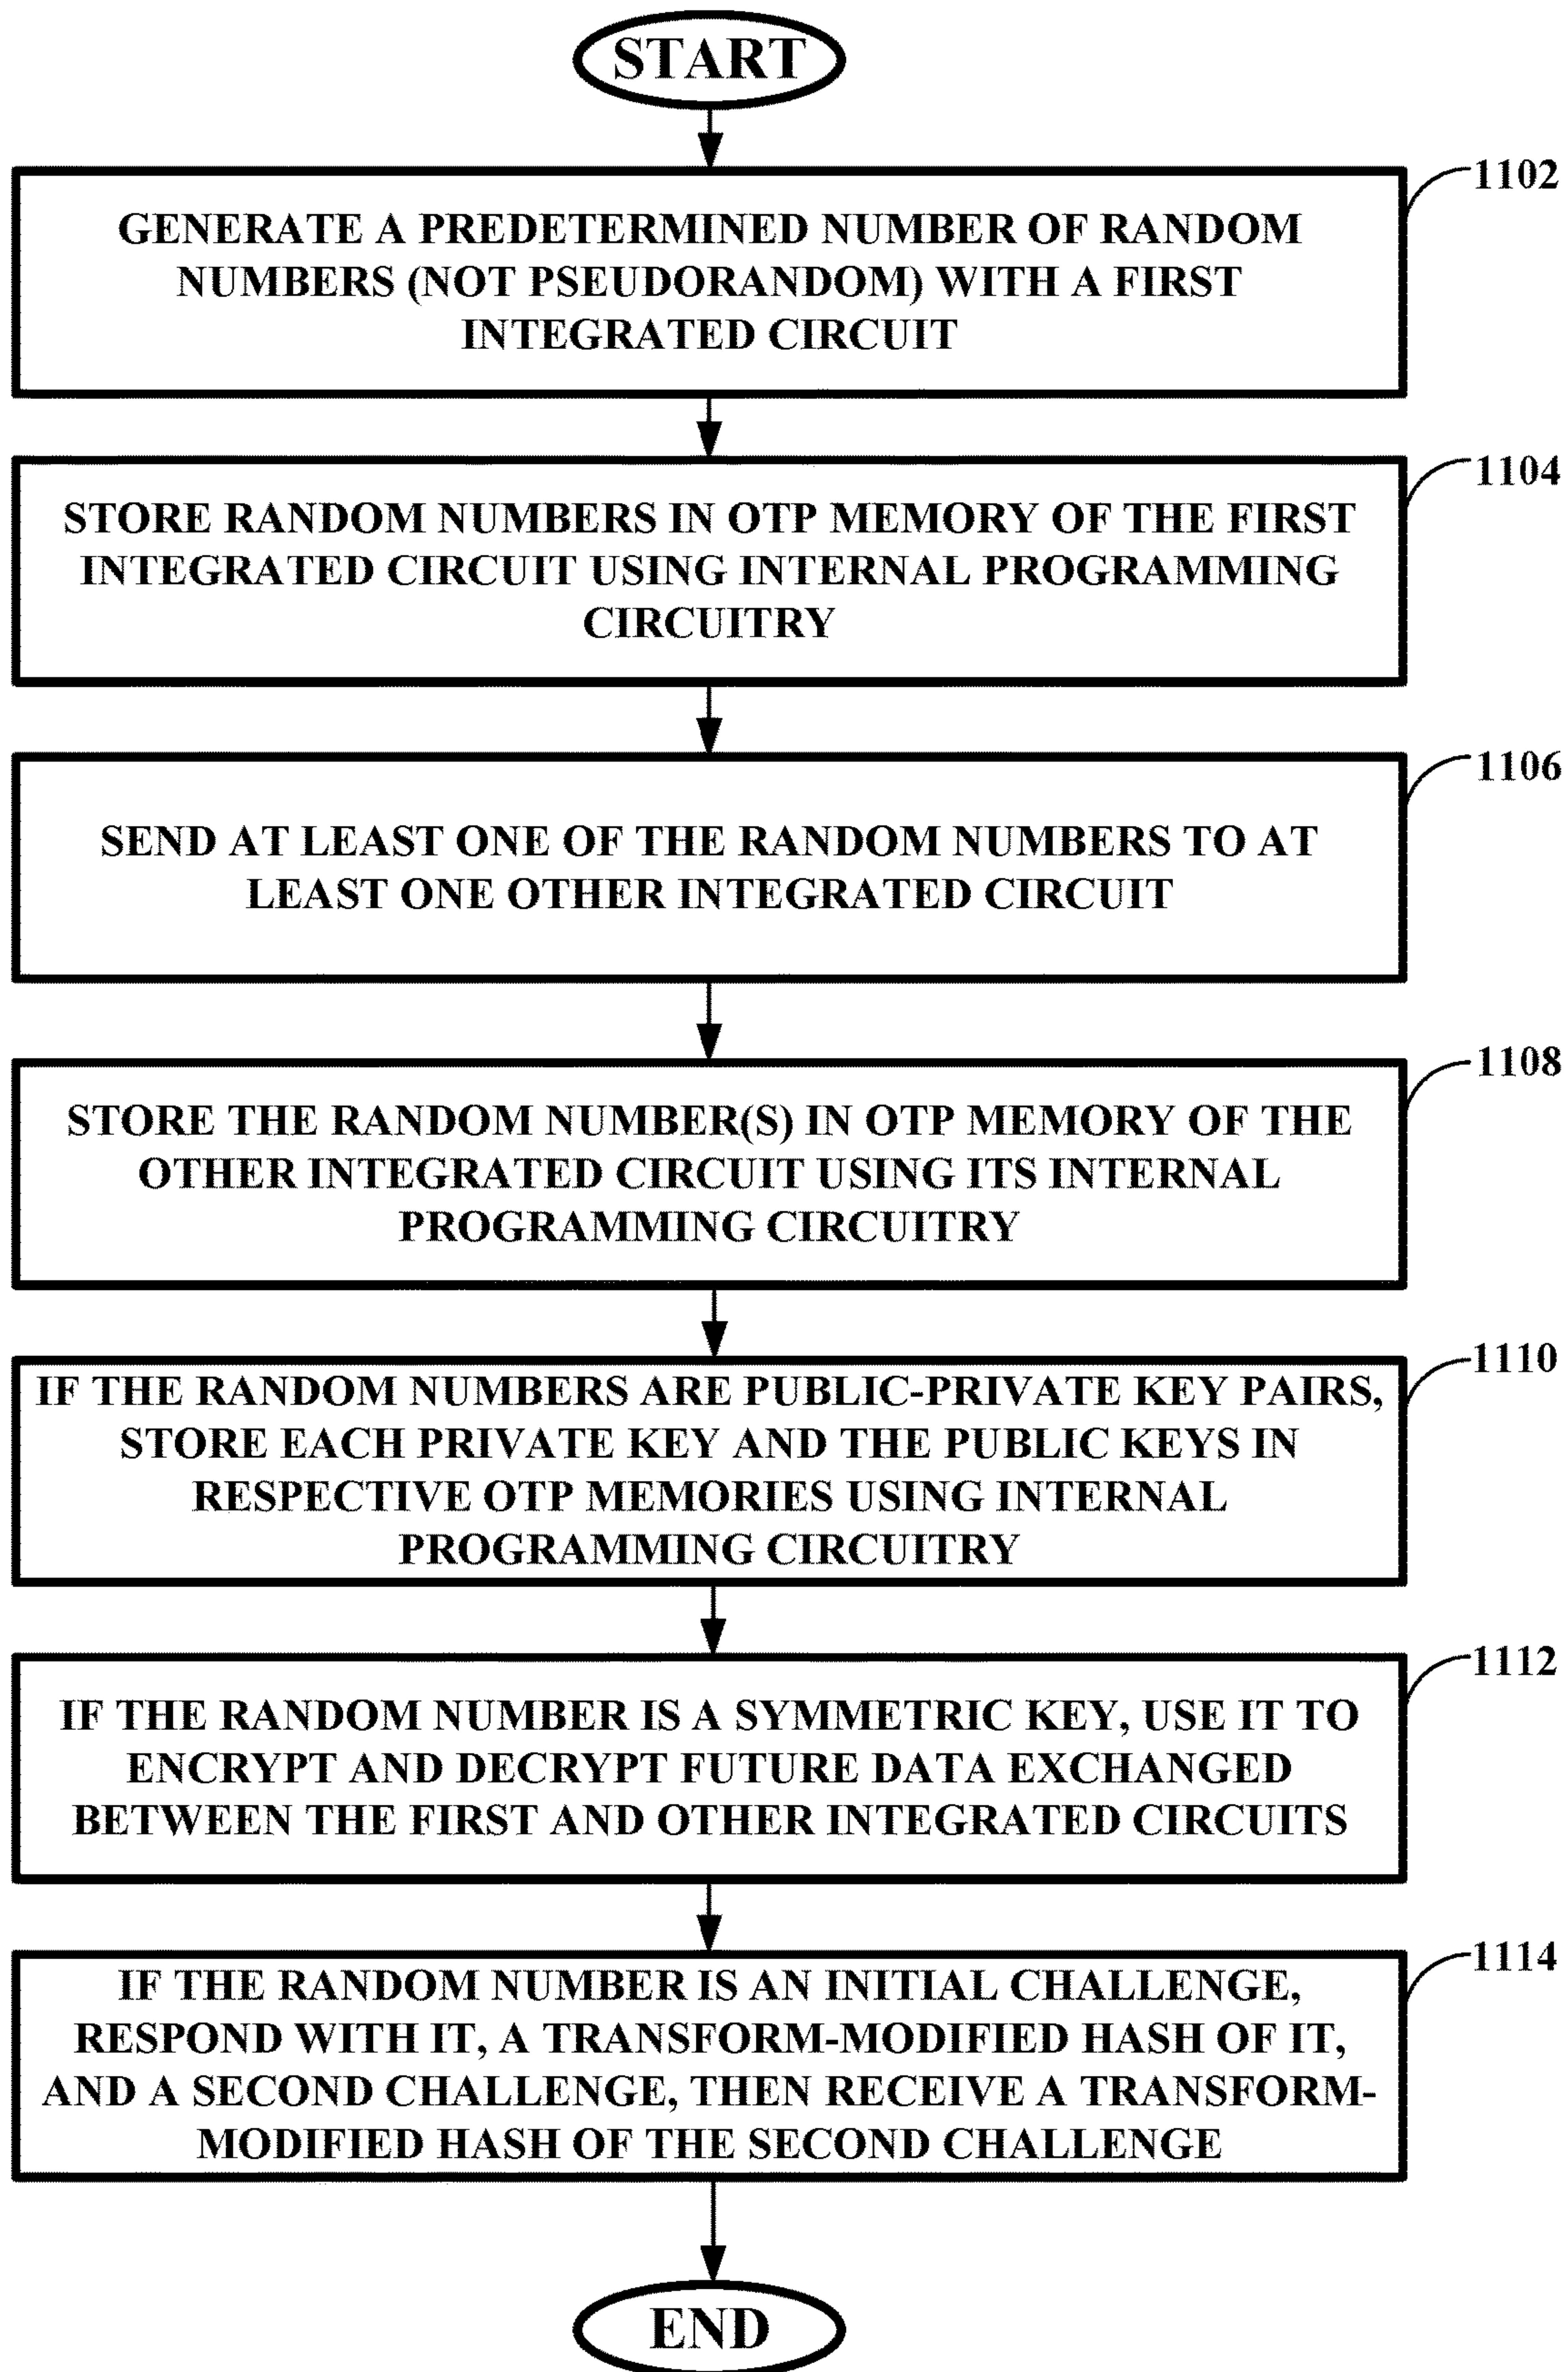 START
1102
GENERATE A PREDETERMINED NUMBER OF RANDOM
NUMBERS (NOT PSEUDORANDOM) WITH A FIRST
INTEGRATED CIRCUIT
1104
STORE RANDOM NUMBERS IN OTP MEMORY OF THE FIRST
INTEGRATED CIRCUIT USING INTERNAL PROGRAMMING
CIRCUITRY
1106
SEND AT LEAST ONE OF THE RANDOM NUMBERS TO AT
LEAST ONE OTHER INTEGRATED CIRCUIT
1108
STORE THE RANDOM NUMBER(S) IN OTP MEMORY OF THE
OTHER INTEGRATED CIRCUIT USING ITS INTERNAL
PROGRAMMING CIRCUITRY
1110
IF THE RANDOM NUMBERS ARE PUBLIC-PRIVATE KEY PAIRS,
STORE EACH PRIVATE KEY AND THE PUBLIC KEYS IN
RESPECTIVE OTP MEMORIES USING INTERNAL
PROGRAMMING CIRCUITRY
1112
IF THE RANDOM NUMBER IS A SYMMETRIC KEY, USE IT TO
ENCRYPT AND DECRYPT FUTURE DATA EXCHANGED
BETWEEN THE FIRST AND OTHER INTEGRATED CIRCUITS
1114
IF THE RANDOM NUMBER IS AN INITIAL CHALLENGE,
RESPOND WITH IT, A TRANSFORM-MODIFIED HASH OF IT,
AND A SECOND CHALLENGE, THEN RECEIVE A TRANSFORM-
MODIFIED HASH OF THE SECOND CHALLENGE
END